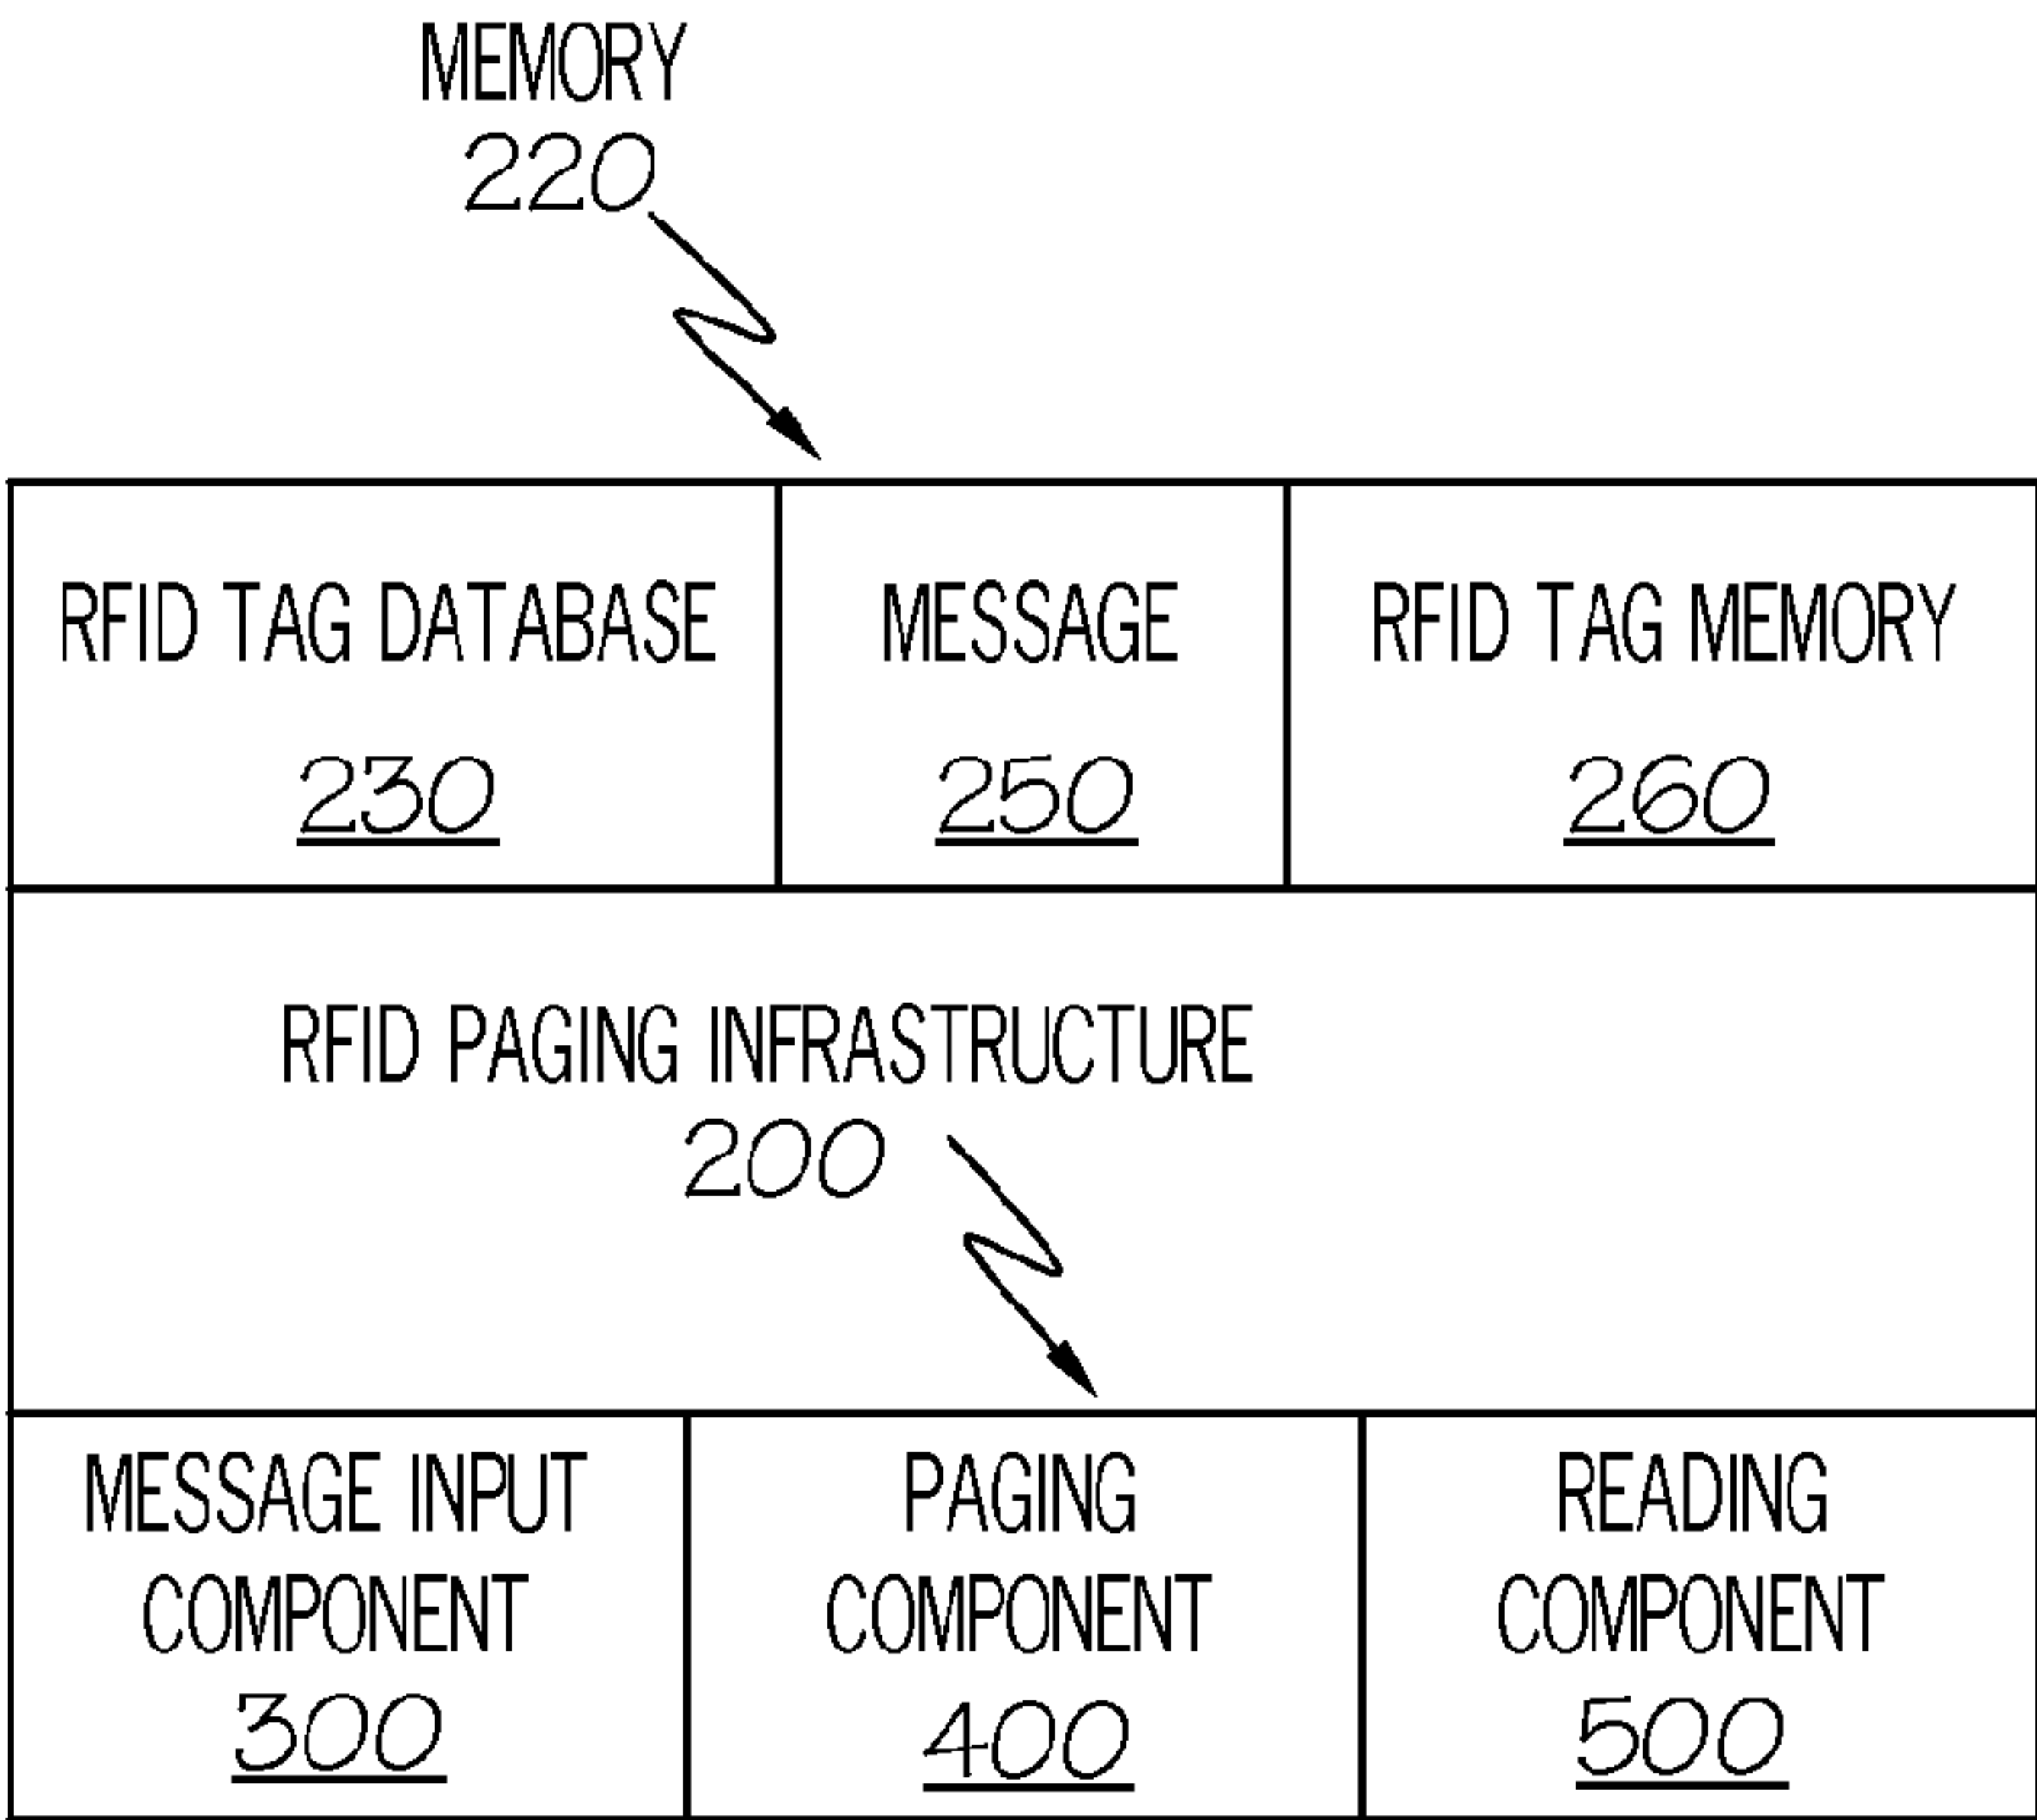 MEMORY
220
RFID TAG DATABASE
230
MESSAGE
250
RFID TAG MEMORY
260
RFID PAGING INFRASTRUCTURE
200
MESSAGE INPUT
COMPONENT
300
PAGING
COMPONENT
400
READING
COMPONENT
500